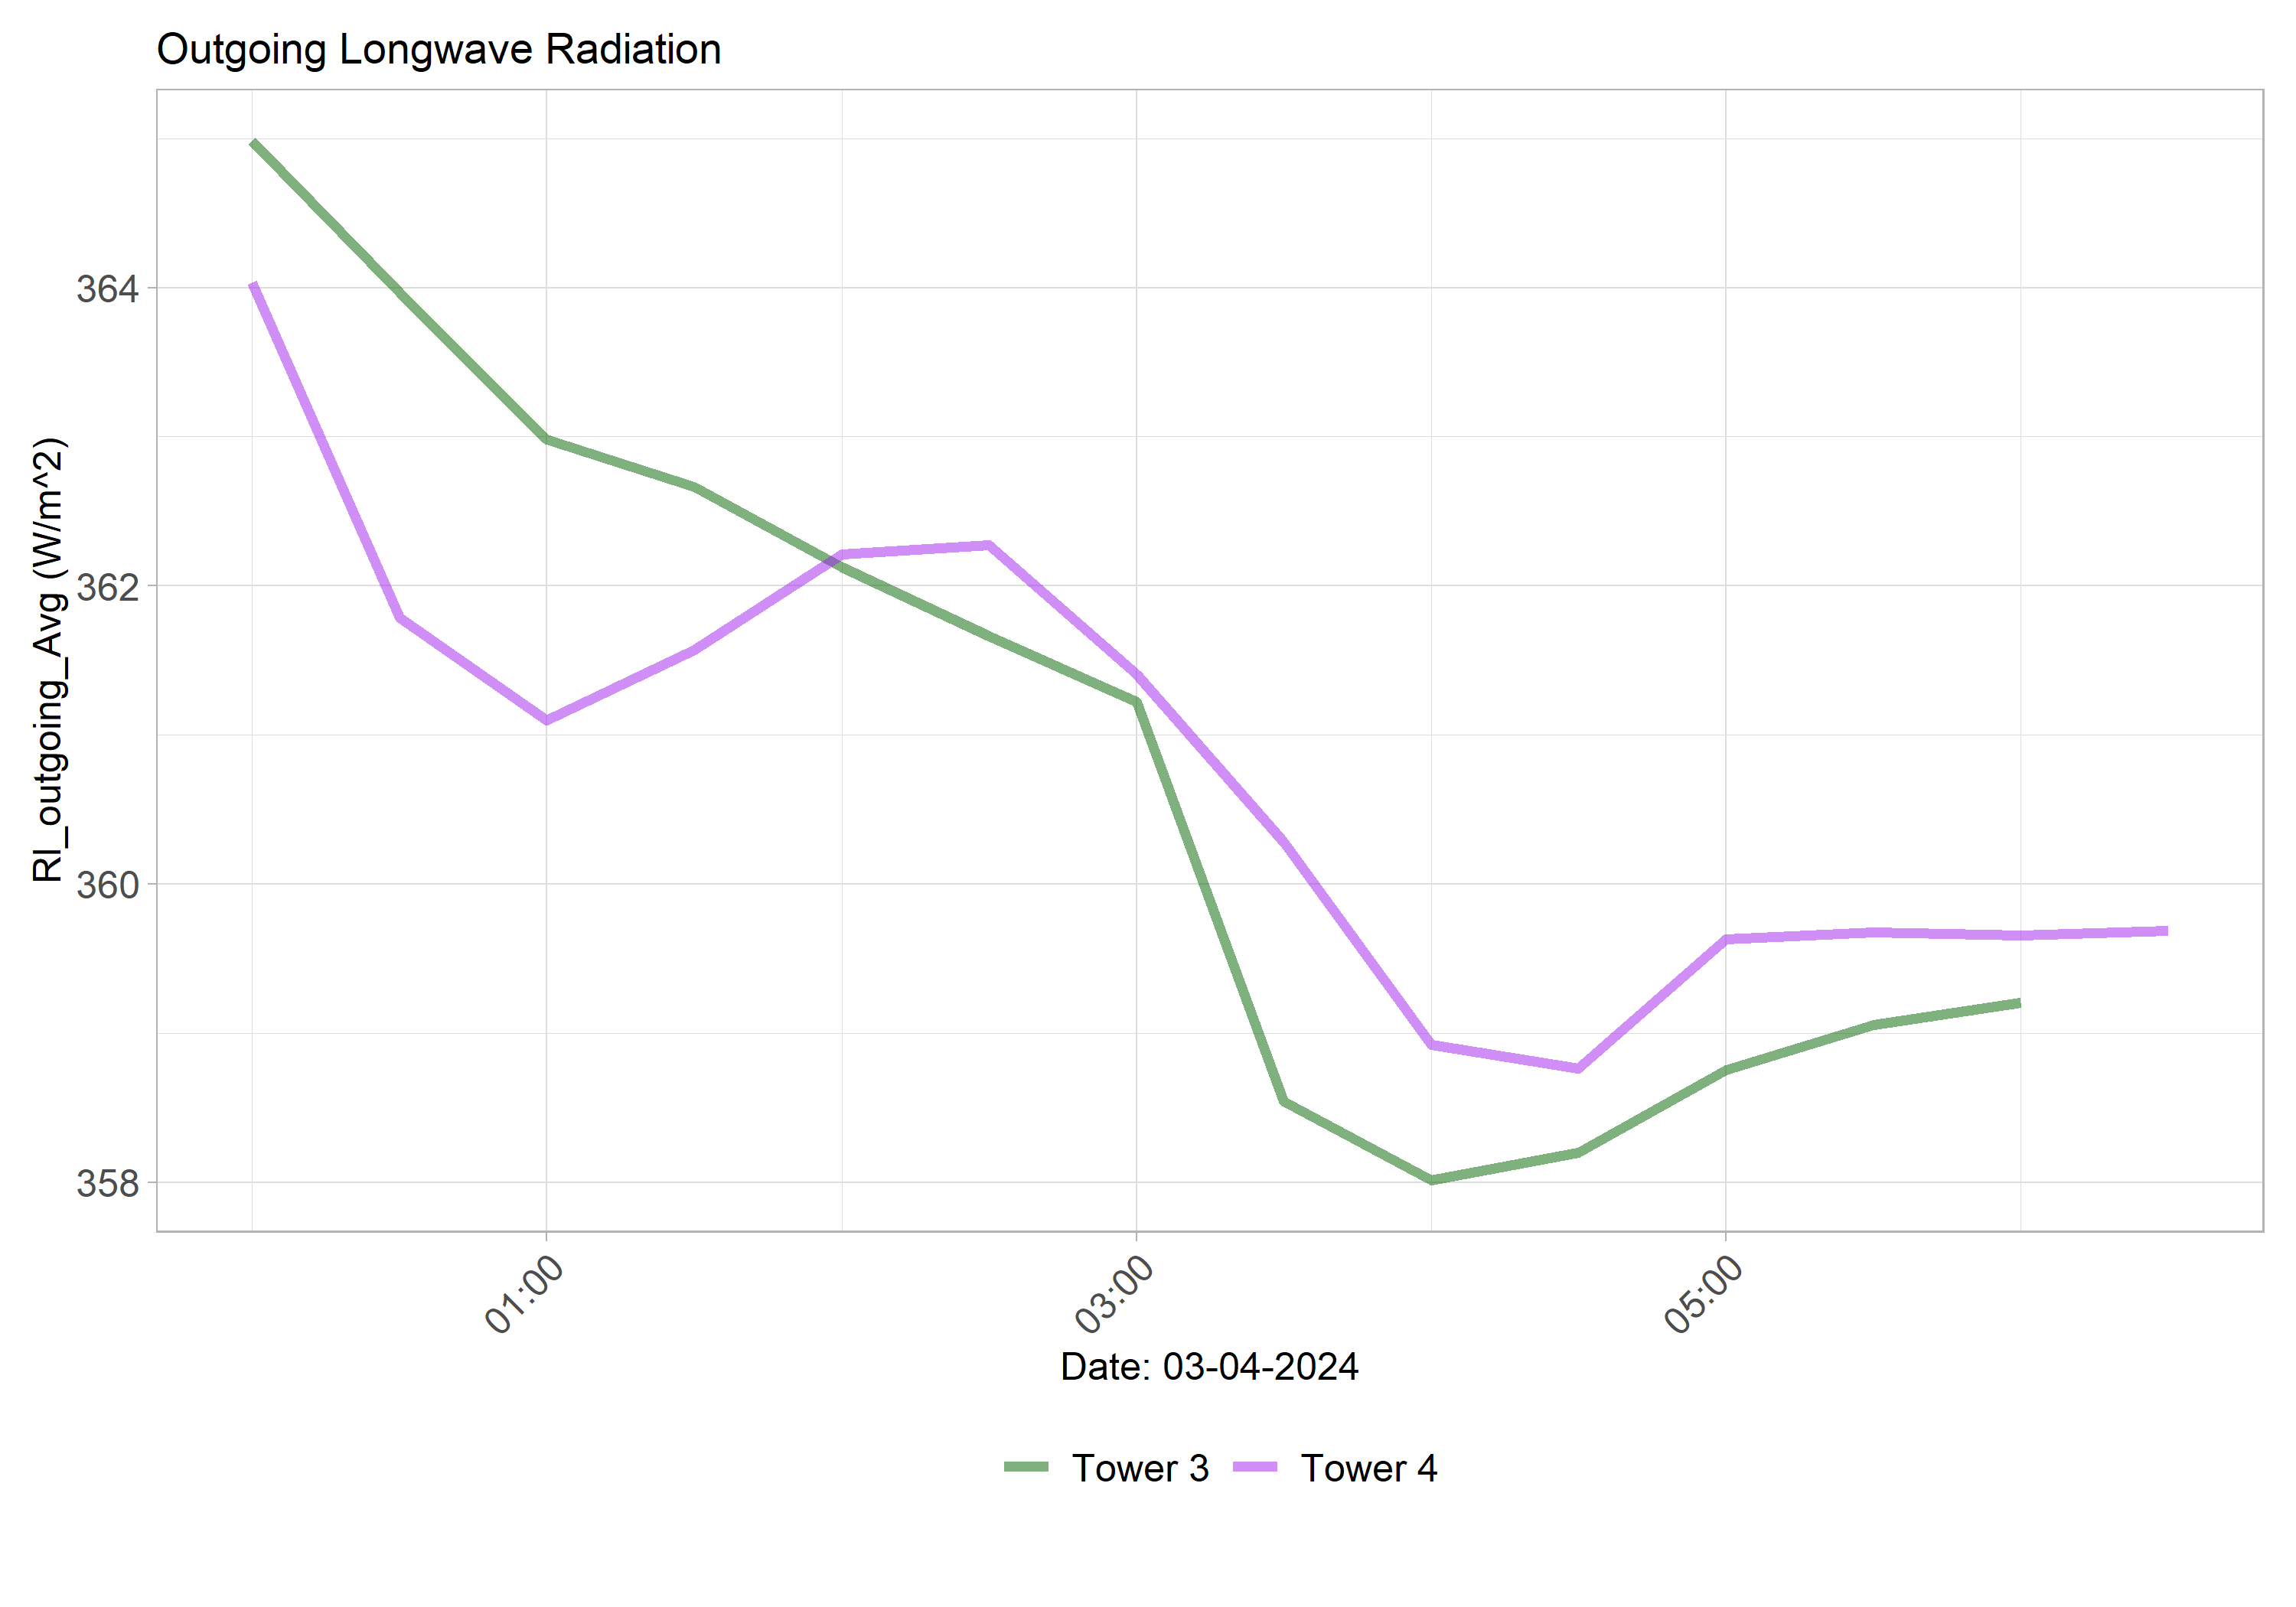 Outgoing Longwave Radiation
Rl_outgoing_Avg (W/m^2)
364
362
360
358
01:00
03:00
05:00
Date: 03-04-2024
Tower 3
Tower 4